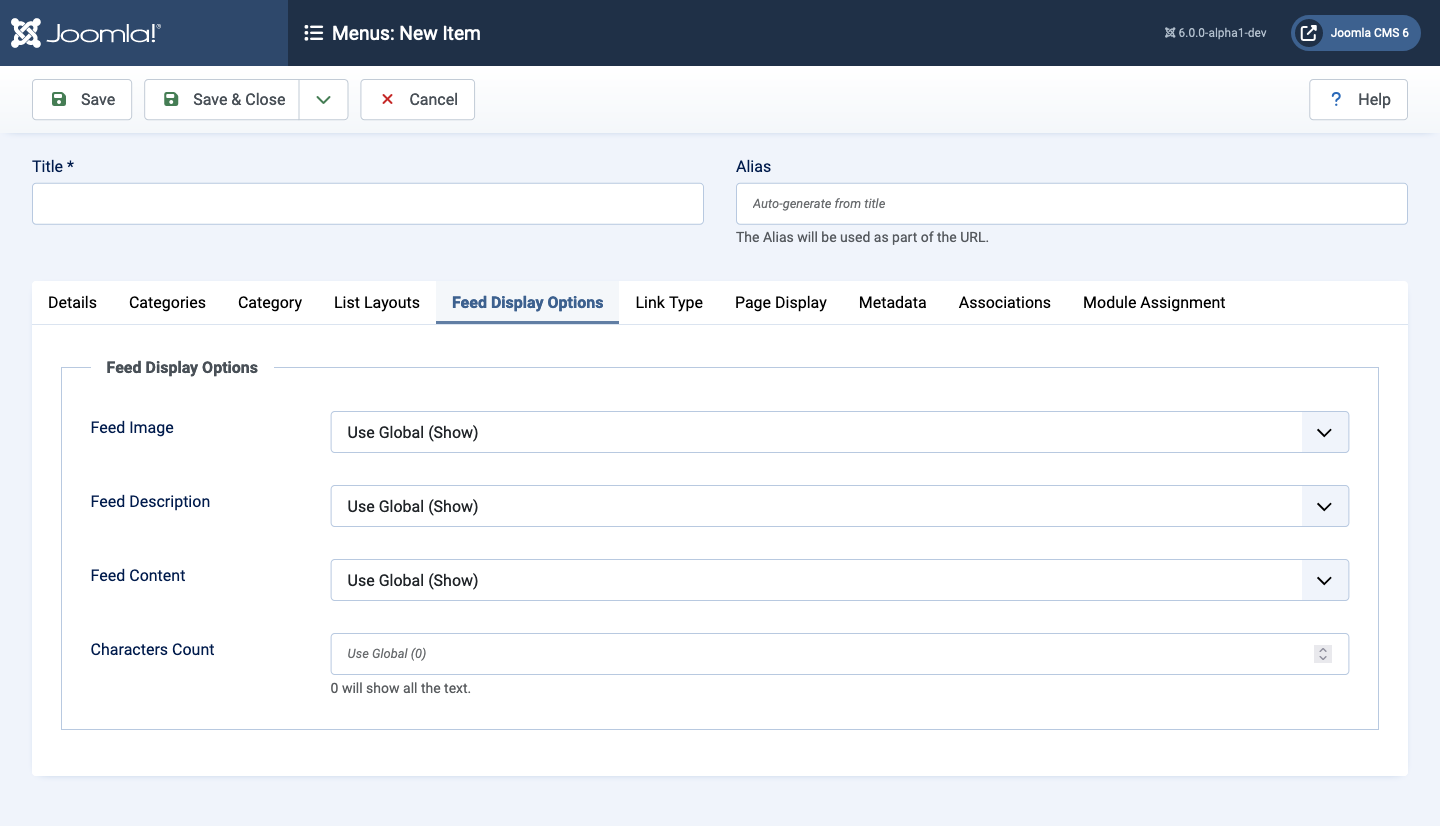 Joomla!®
Menus: New Item
6.0.0-alpha1-dev
Joomla CMS 6
Save
Save & Close
Cancel
? Help
Title *
Alias
Auto-generate from title
The Alias will be used as part of the URL.
Details Categories Category List Layouts Feed Display Options Link Type Page Display Metadata Associations Module Assignment
Feed Display Options
Feed Image
Use Global (Show)
Feed Description
Use Global (Show)
Feed Content
Use Global (Show)
Characters Count
Use Global (0)
0 will show all the text.